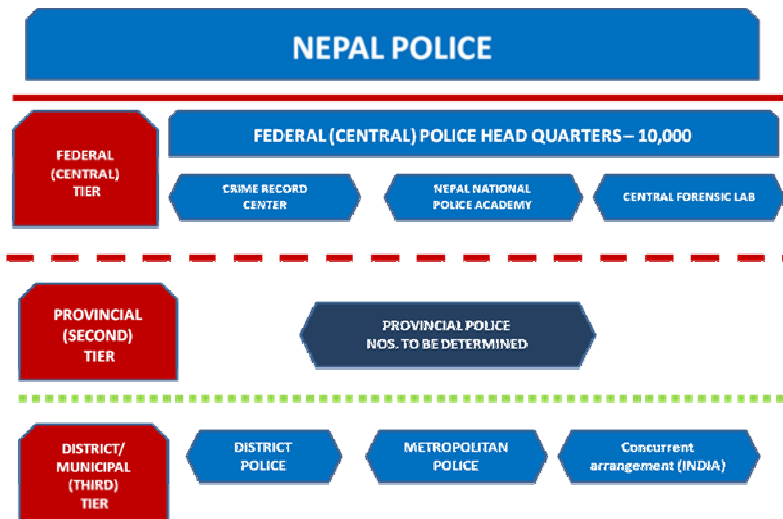 NEPAL POLICE
FEDERAL (CENTRAL) TIER
FEDERAL (CENTRAL) POLICE HEAD QUARTERS – 10,000
CRIME RECORD
CENTER
NEPAL NATIONAL
POLICE ACADEMY
CENTRAL FORENSIC LAB
PROVINCIAL
(SECOND)
TIER
PROVINCIAL POLICE
NOS. TO BE DETERMINED
DISTRICT/
MUNICIPAL
(THIRD)
TIER
DISTRICT
POLICE
METROPOLITAN
POLICE
Concurrent
arrangement (INDIA)